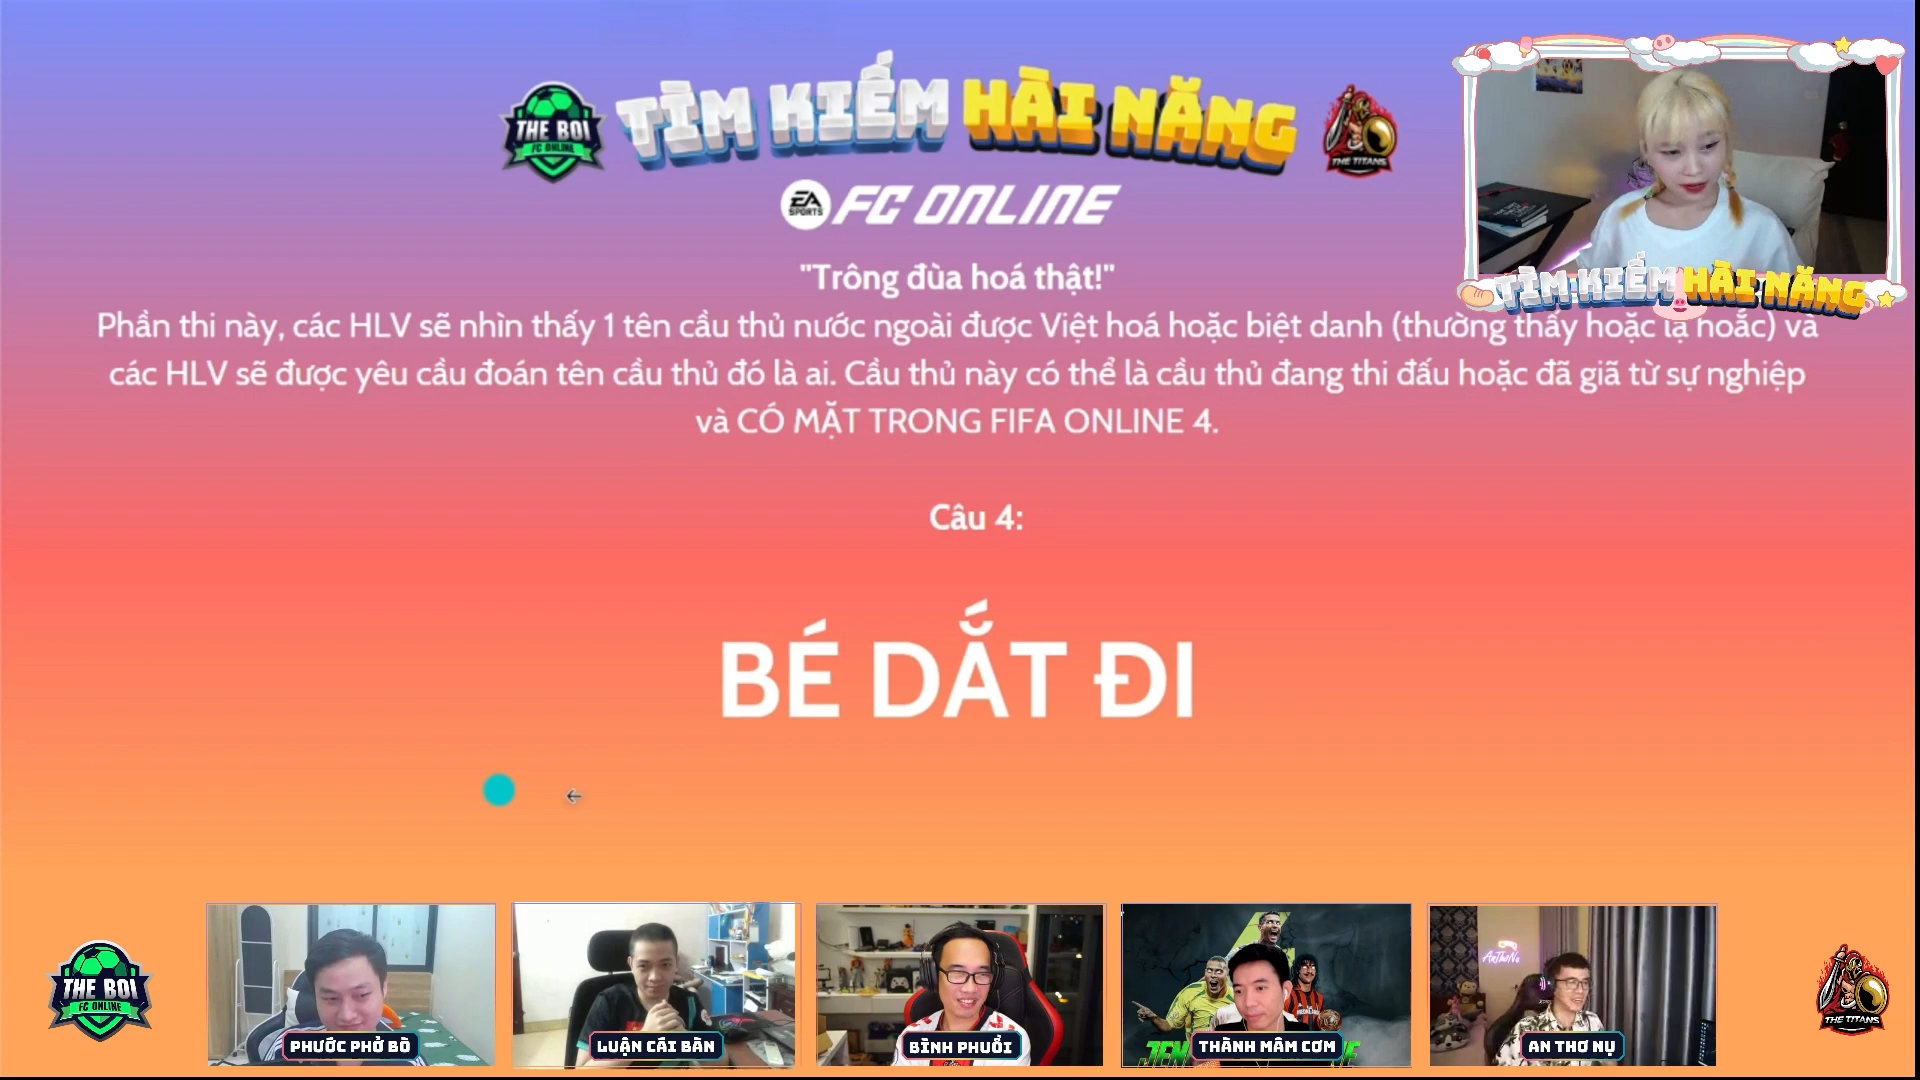 THE BOI
FC ONLINE
TÌM KIẾM HÀI NĂNG
THE TITANS
EA SPORTS FC ONLINE
"Trông đùa hoá thật!"
Phần thi này, các HLV sẽ nhìn thấy 1 tên cầu thủ nước ngoài được Việt hoá hoặc biệt danh (thường thấy hoặc lạ hoắc) và
các HLV sẽ được yêu cầu đoán tên cầu thủ đó là ai. Cầu thủ này có thể là cầu thủ đang thi đấu hoặc đã giã từ sự nghiệp
và CÓ MẶT TRONG FIFA ONLINE 4.
TÌM KIẾM HÀI NĂNG
Câu 4:
BÉ DẮT ĐI
THE BOI
FC ONLINE
PHƯỚC PHỞ BÒ
LUẬN CÁI BÀN
BÌNH PHUỔI
THÀNH MÂM CƠM
AN THƠ NỤ
THE TITANS